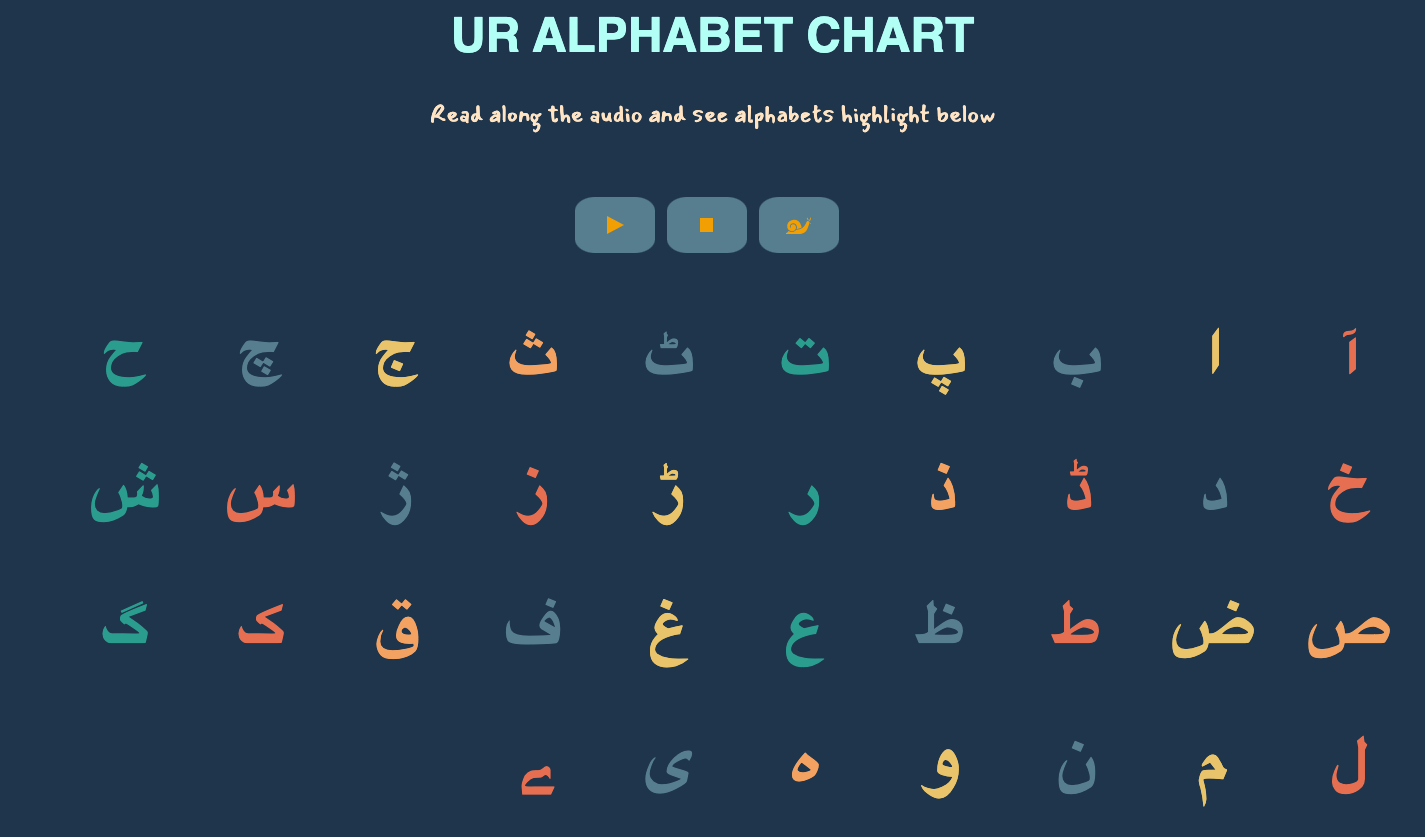 UR ALPHABET CHART
Read along the audio and see alphabets highlight below
آ ا ب پ ت ٹ ث ج چ ح
خ د ڈ ذ ر ڑ ز ژ س ش
ص ض ط ظ ع غ ف ق ک گ
ل م ن و ہ ی ے